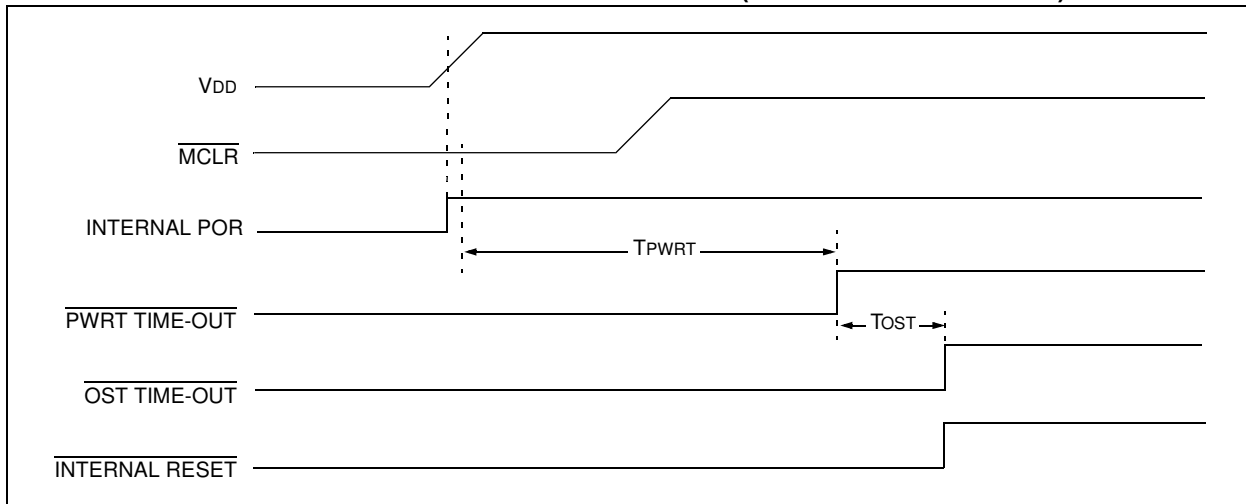 VDD
MCLR
INTERNAL POR
TPWRT
PWRT TIME-OUT
TOST
OST TIME-OUT
INTERNAL RESET